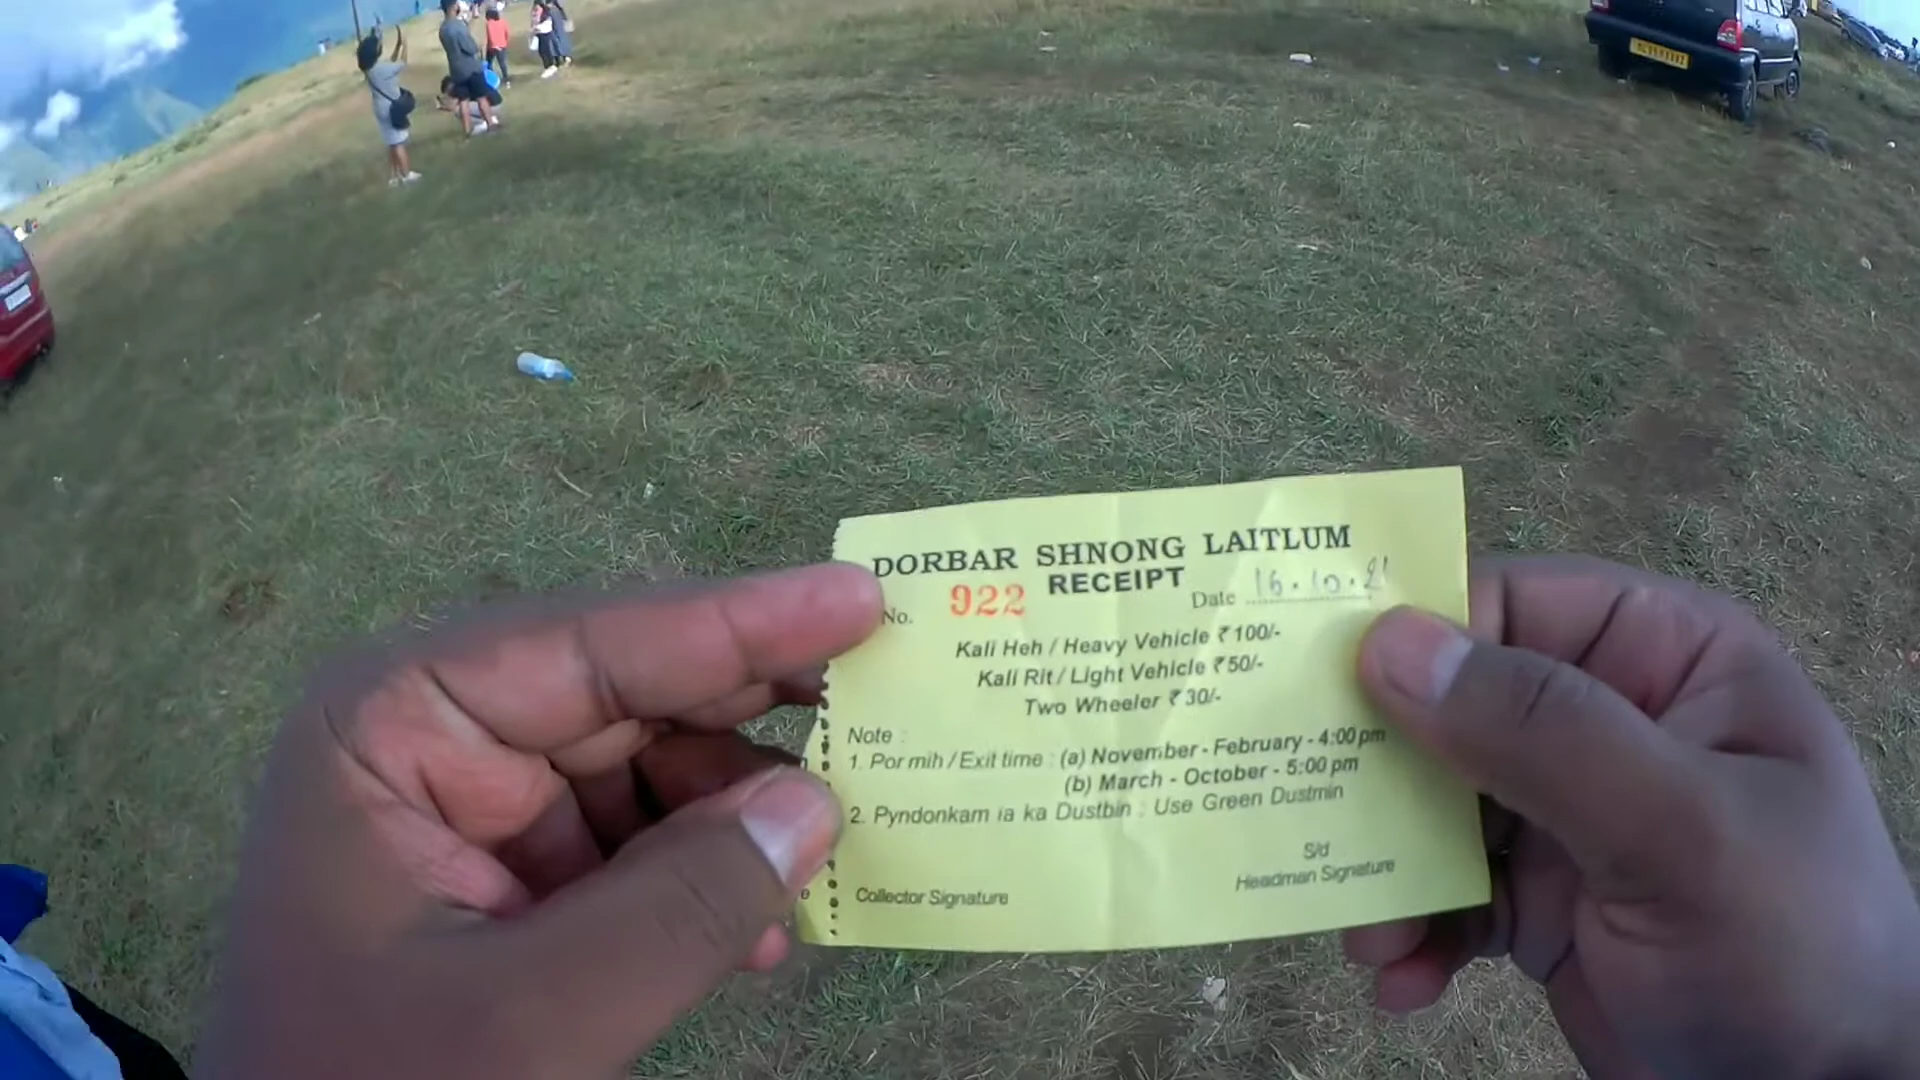 DORBAR SHNONG LAITLUM
RECEIPT
No. 922 Date 16.10.21
Kali Heh / Heavy Vehicle ₹ 100/-
Kali Rit / Light Vehicle ₹ 50/-
Two Wheeler ₹ 30/-
Note :
1. Por mih / Exit time : (a) November - February - 4:00 pm
(b) March - October - 5:00 pm
2. Pyndonkam ia ka Dustbin : Use Green Dustmin
S/d
Collector Signature Headman Signature